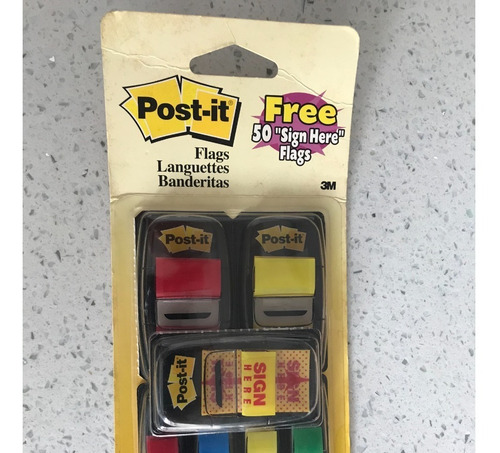 Post-it®
Flags
Languettes
Banderitas
Free
50 "Sign Here"
Flags
3M
Post-it
Post-it
Post-it
SIGN
HERE
SIGN